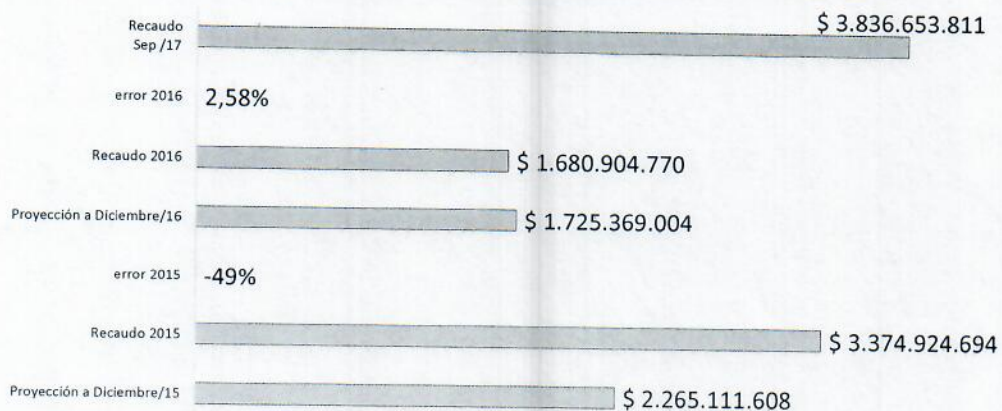 Recaudo
Sep /17
$ 3.836.653.811
error 2016
2,58%
Recaudo 2016
$ 1.680.904.770
Proyección a Diciembre/16
$ 1.725.369.004
error 2015
-49%
Recaudo 2015
$ 3.374.924.694
Proyección a Diciembre/15
$ 2.265.111.608